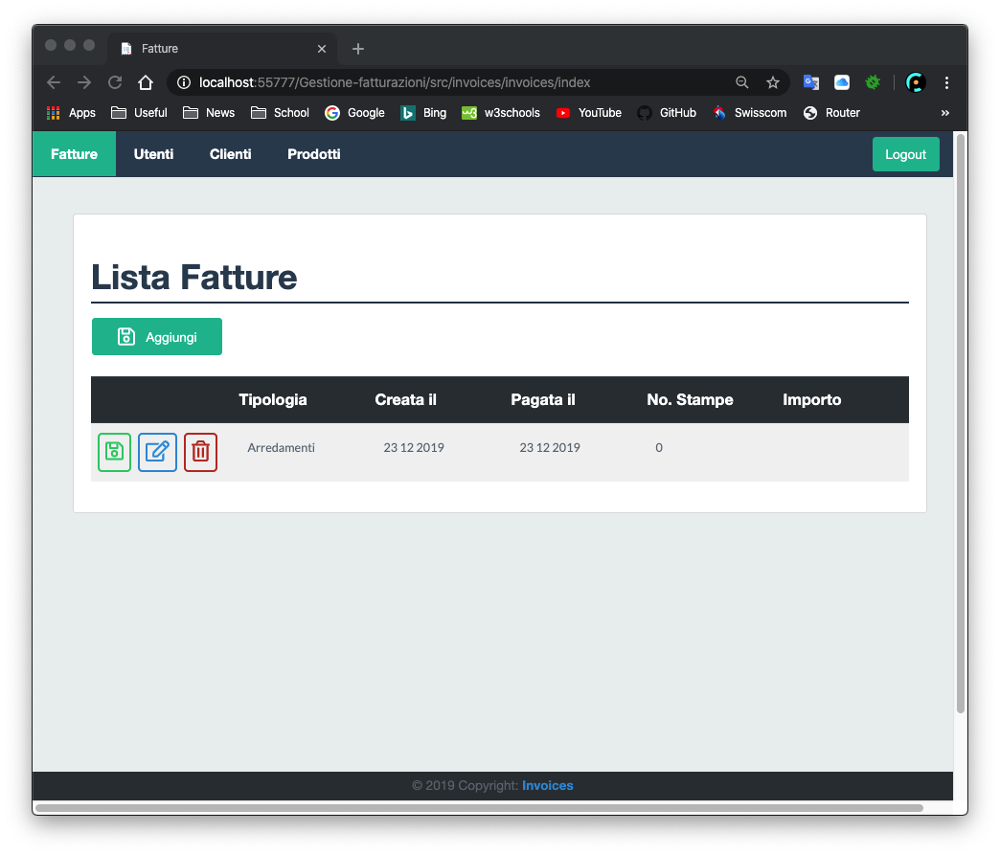 Fatture
localhost:55777/Gestione-fatturazioni/src/invoices/invoices/index
Apps Useful News School Google Bing w3schools YouTube GitHub Swisscom Router »
Fatture Utenti Clienti Prodotti Logout
Lista Fatture
Aggiungi
Tipologia Creata il Pagata il No. Stampe Importo
Arredamenti 23 12 2019 23 12 2019 0
© 2019 Copyright: Invoices